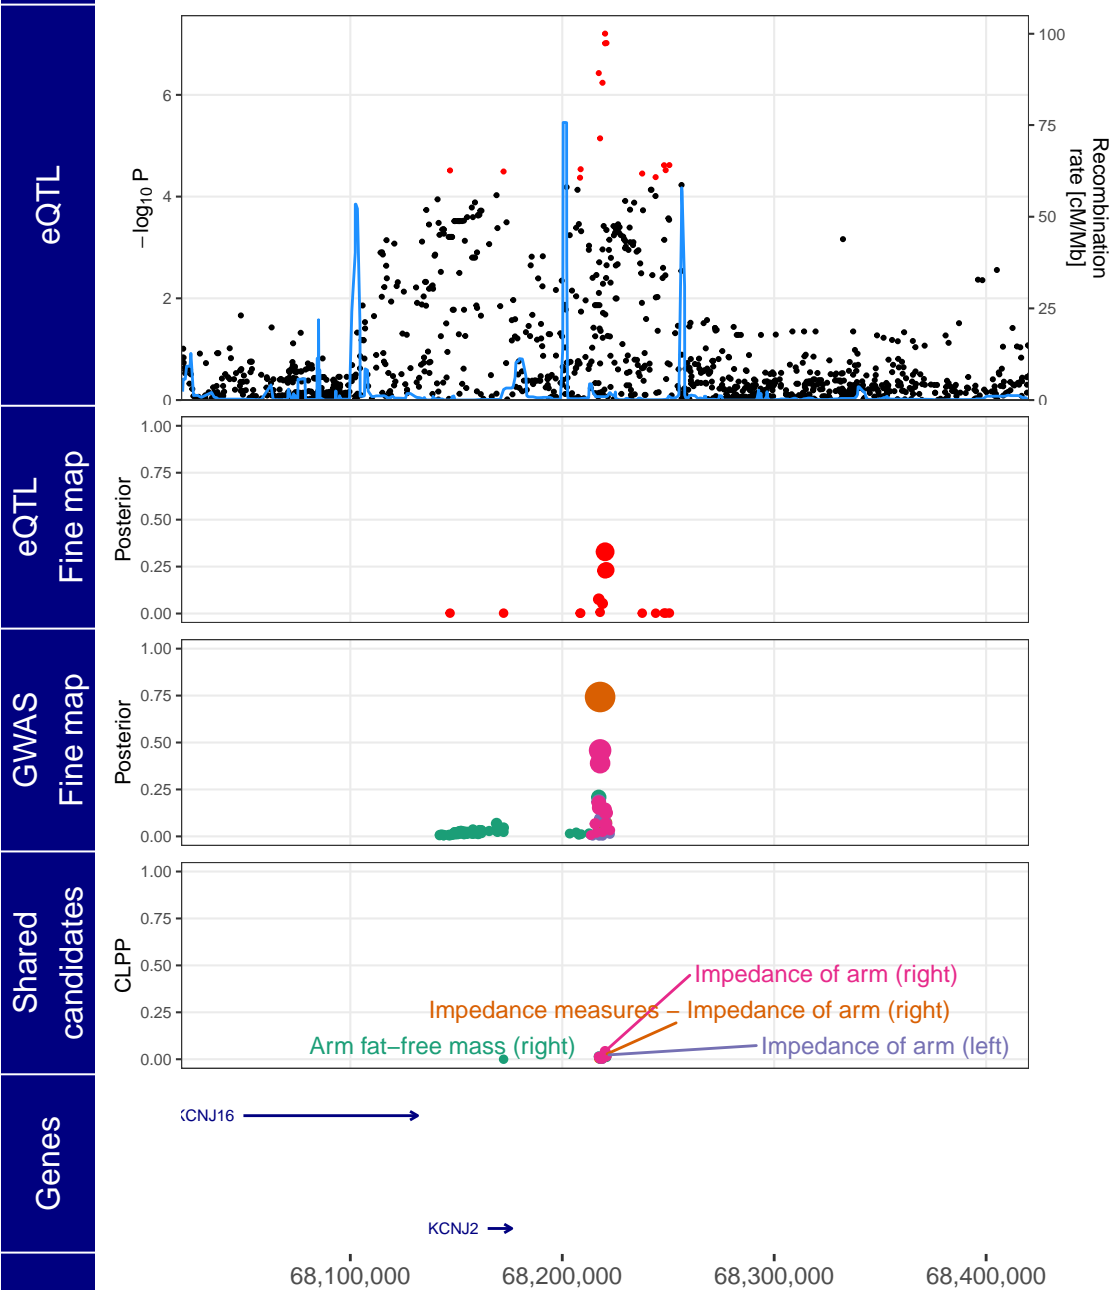 eQTL
−log10 P
6
4
2
0
100
75
50
25
0
Recombination
rate [cM/Mb]
eQTL
Fine map
Posterior
1.00
0.75
0.50
0.25
0.00
GWAS
Fine map
Posterior
1.00
0.75
0.50
0.25
0.00
Shared
candidates
CLPP
1.00
0.75
0.50
0.25
0.00
Impedance of arm (right)
Impedance measures − Impedance of arm (right)
Arm fat−free mass (right)
Impedance of arm (left)
Genes
KCNJ16
KCNJ2
68,100,000
68,200,000
68,300,000
68,400,000